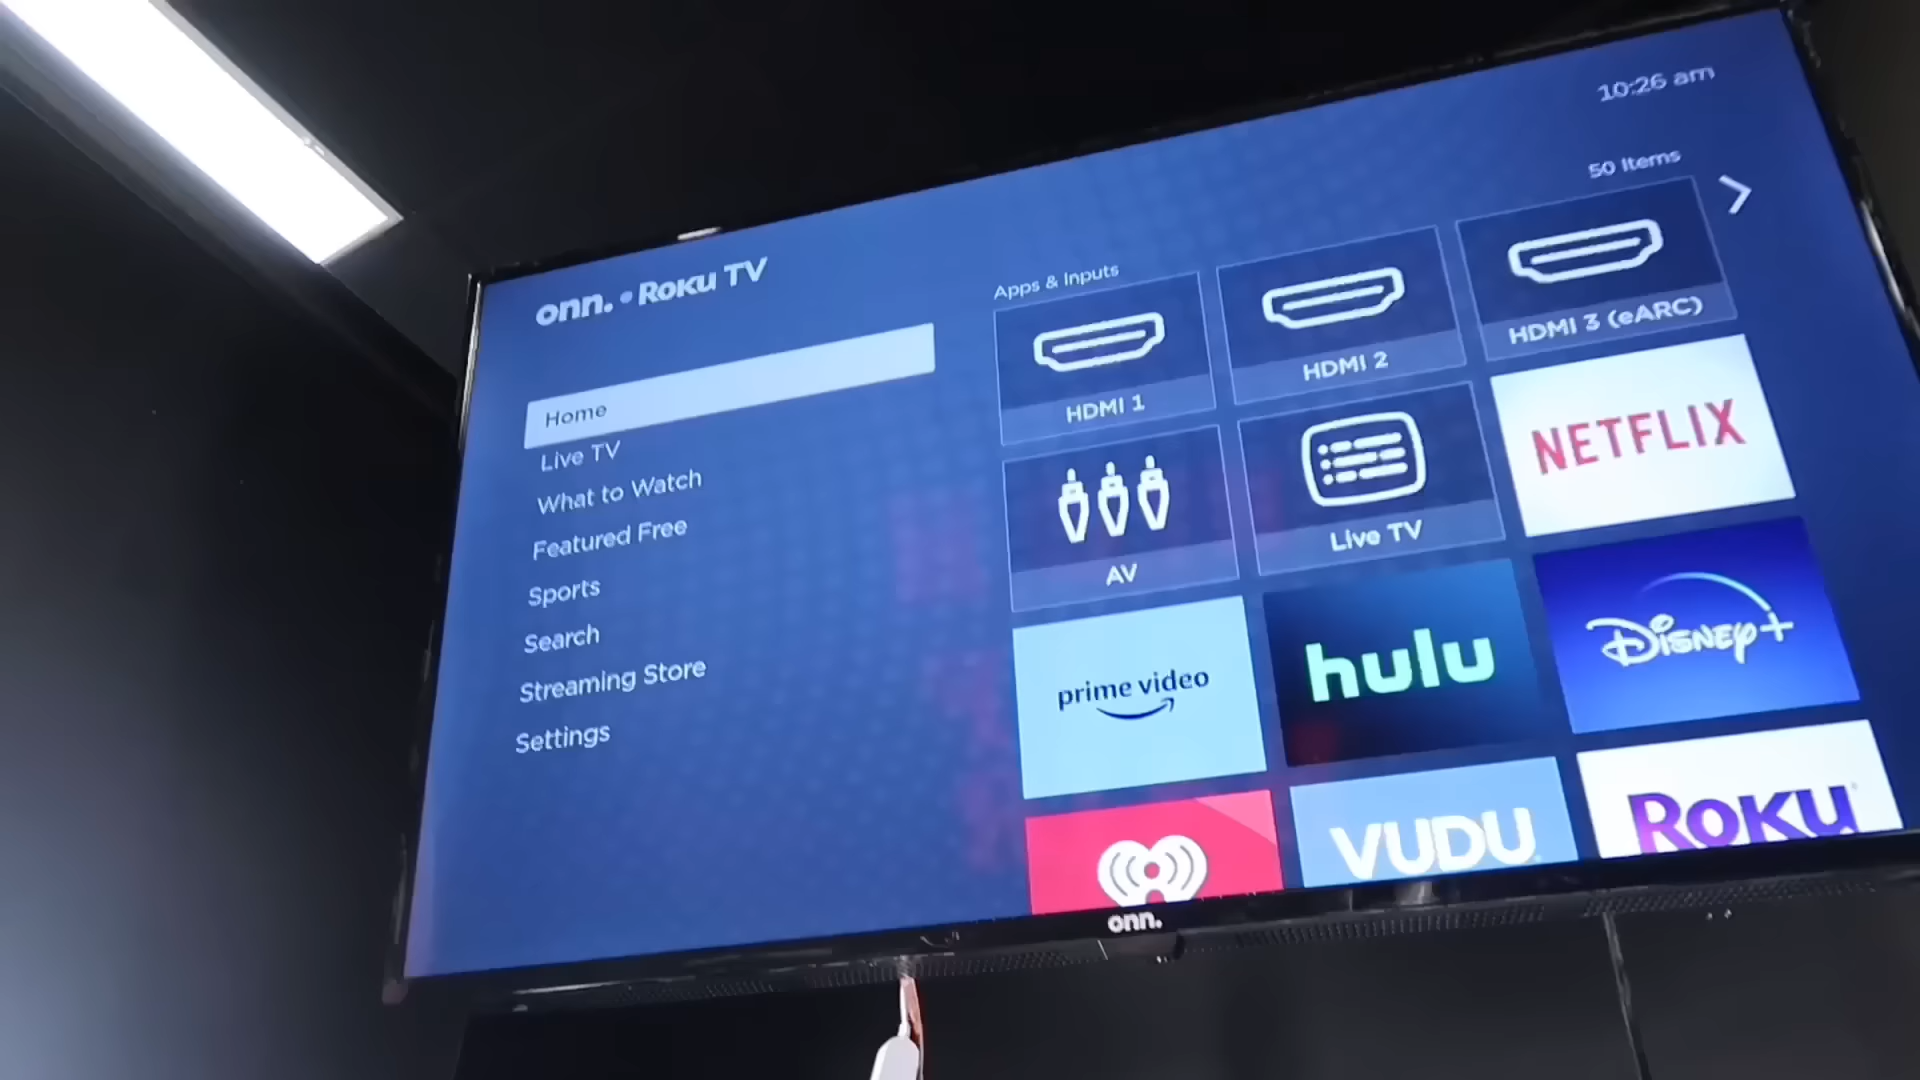 10:26 am
onn. • Roku TV
Home
Live TV
What to Watch
Featured Free
Sports
Search
Streaming Store
Settings
Apps & Inputs
50 Items
HDMI 1
HDMI 2
HDMI 3 (eARC)
AV
Live TV
NETFLIX
prime video
hulu
Disney+
VUDU
Roku
onn.